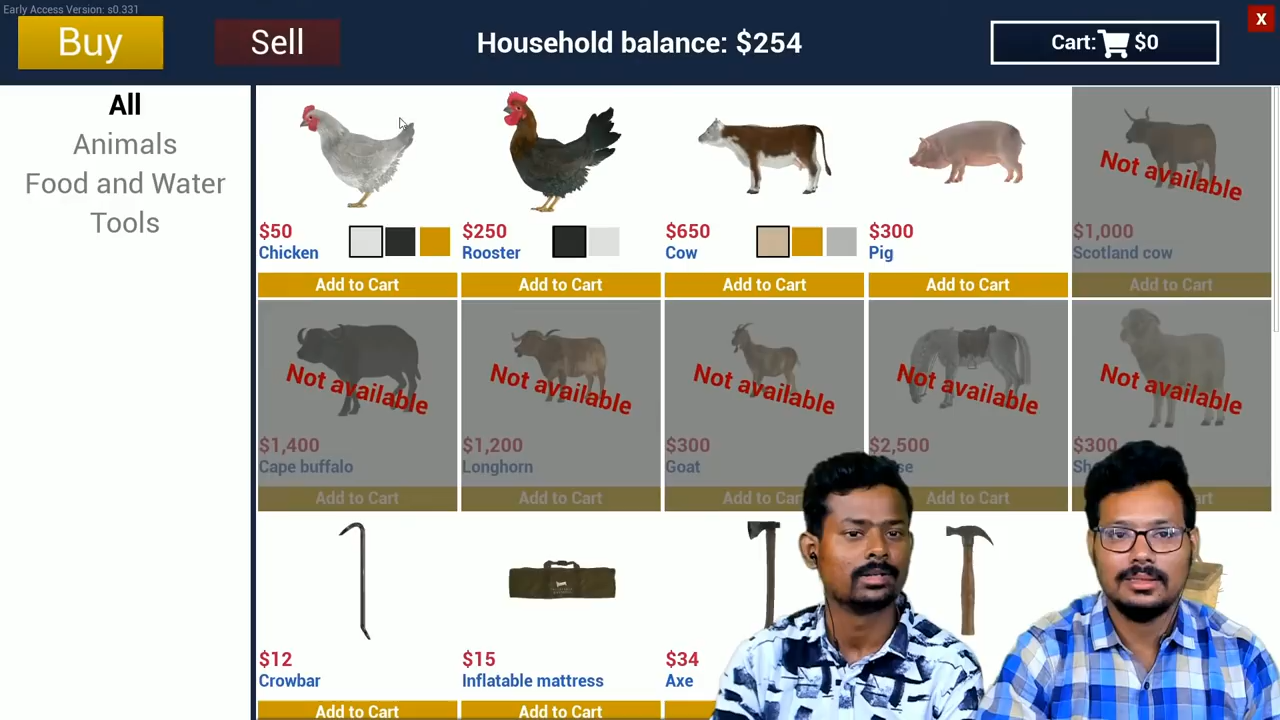 Early Access Version: s0.331
Buy
Sell
Household balance: $254
Cart: $0
X
All
Animals
Food and Water
Tools
$50
Chicken
Add to Cart
$250
Rooster
Add to Cart
$650
Cow
Add to Cart
$300
Pig
Add to Cart
Not available
$1,000
Scotland cow
Add to Cart
Not available
$1,400
Cape buffalo
Add to Cart
Not available
$1,200
Longhorn
Add to Cart
Not available
$300
Goat
Add to Cart
Not available
$2,500
Add to Cart
Not available
$300
Cart
$12
Crowbar
Add to Cart
$15
Inflatable mattress
Add to Cart
$34
Axe